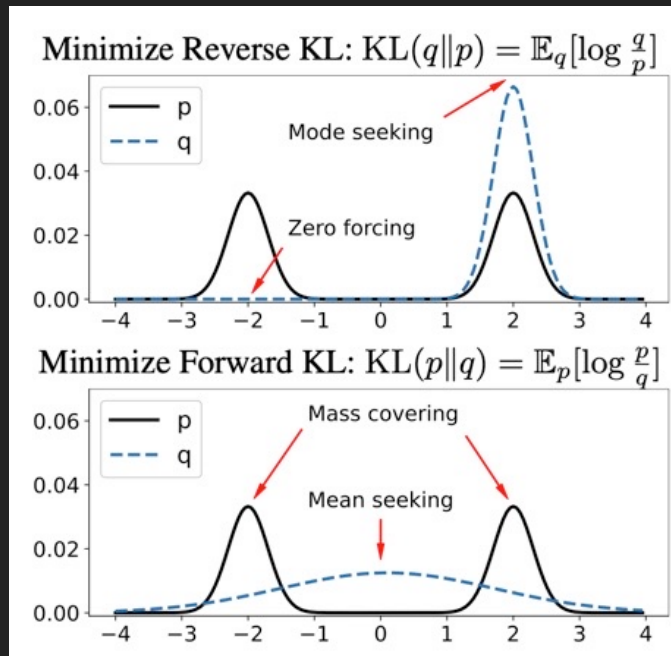 Minimize Reverse KL: KL(q∥p) = 𝔼_q[log q/p]
p
q
Mode seeking
Zero forcing
0.06
0.04
0.02
0.00
−4 −3 −2 −1 0 1 2 3 4
Minimize Forward KL: KL(p∥q) = 𝔼_p[log p/q]
p
q
Mass covering
Mean seeking
0.06
0.04
0.02
0.00
−4 −3 −2 −1 0 1 2 3 4